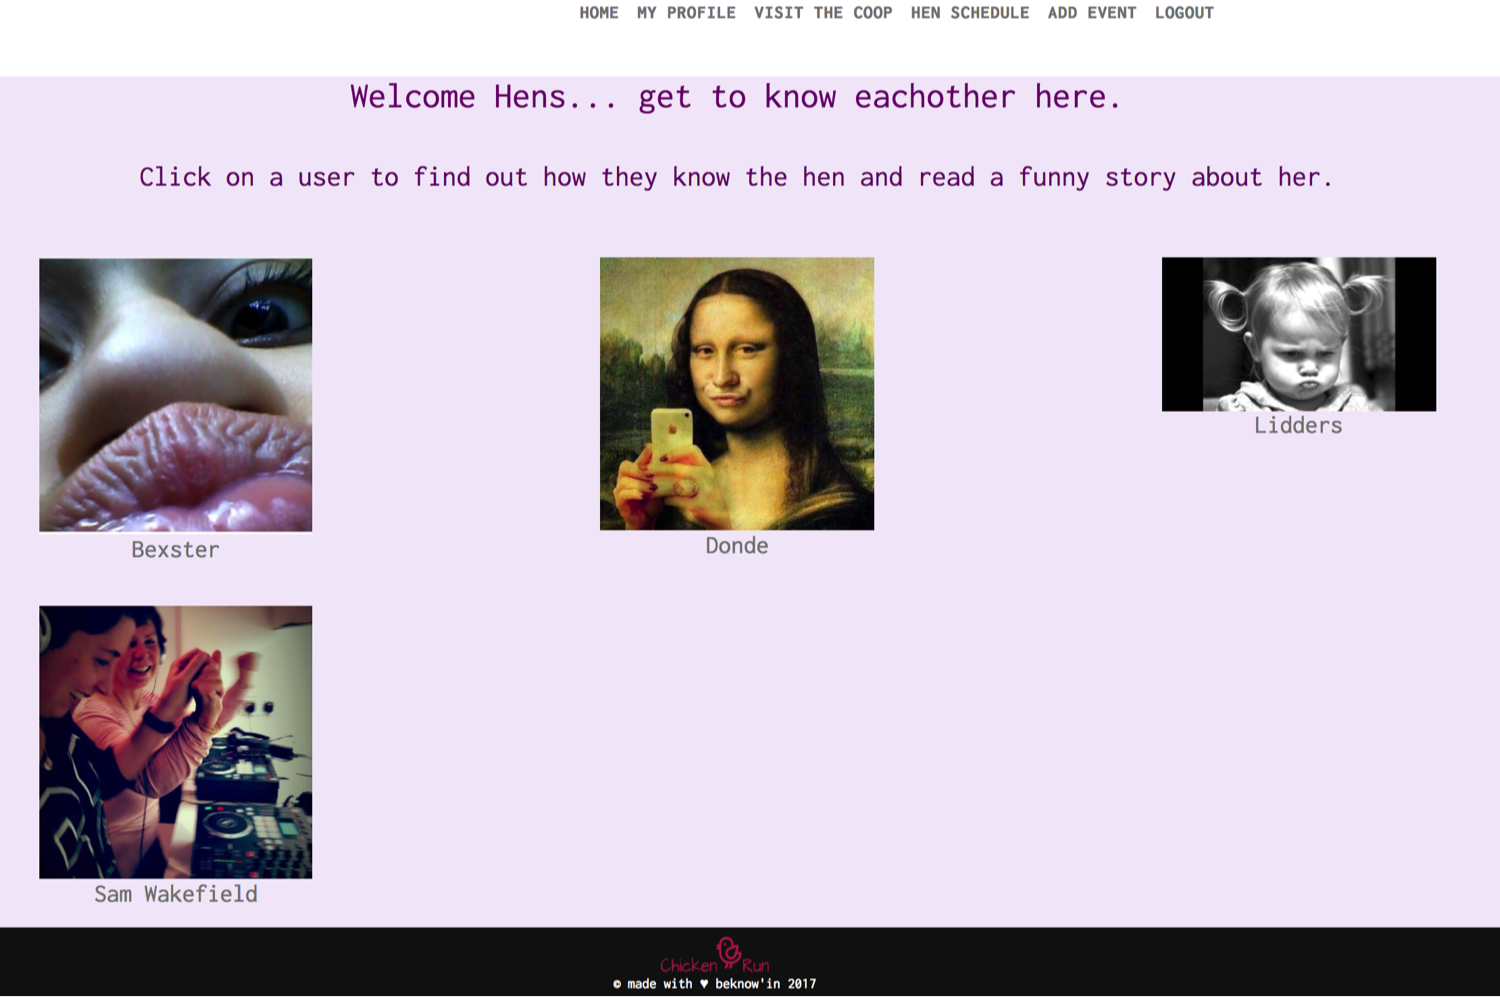 HOME MY PROFILE VISIT THE COOP HEN SCHEDULE ADD EVENT LOGOUT
Welcome Hens... get to know eachother here.
Click on a user to find out how they know the hen and read a funny story about her.
Bexster
Donde
Lidders
Sam Wakefield
Chicken Run
© made with ♥ beknow'in 2017